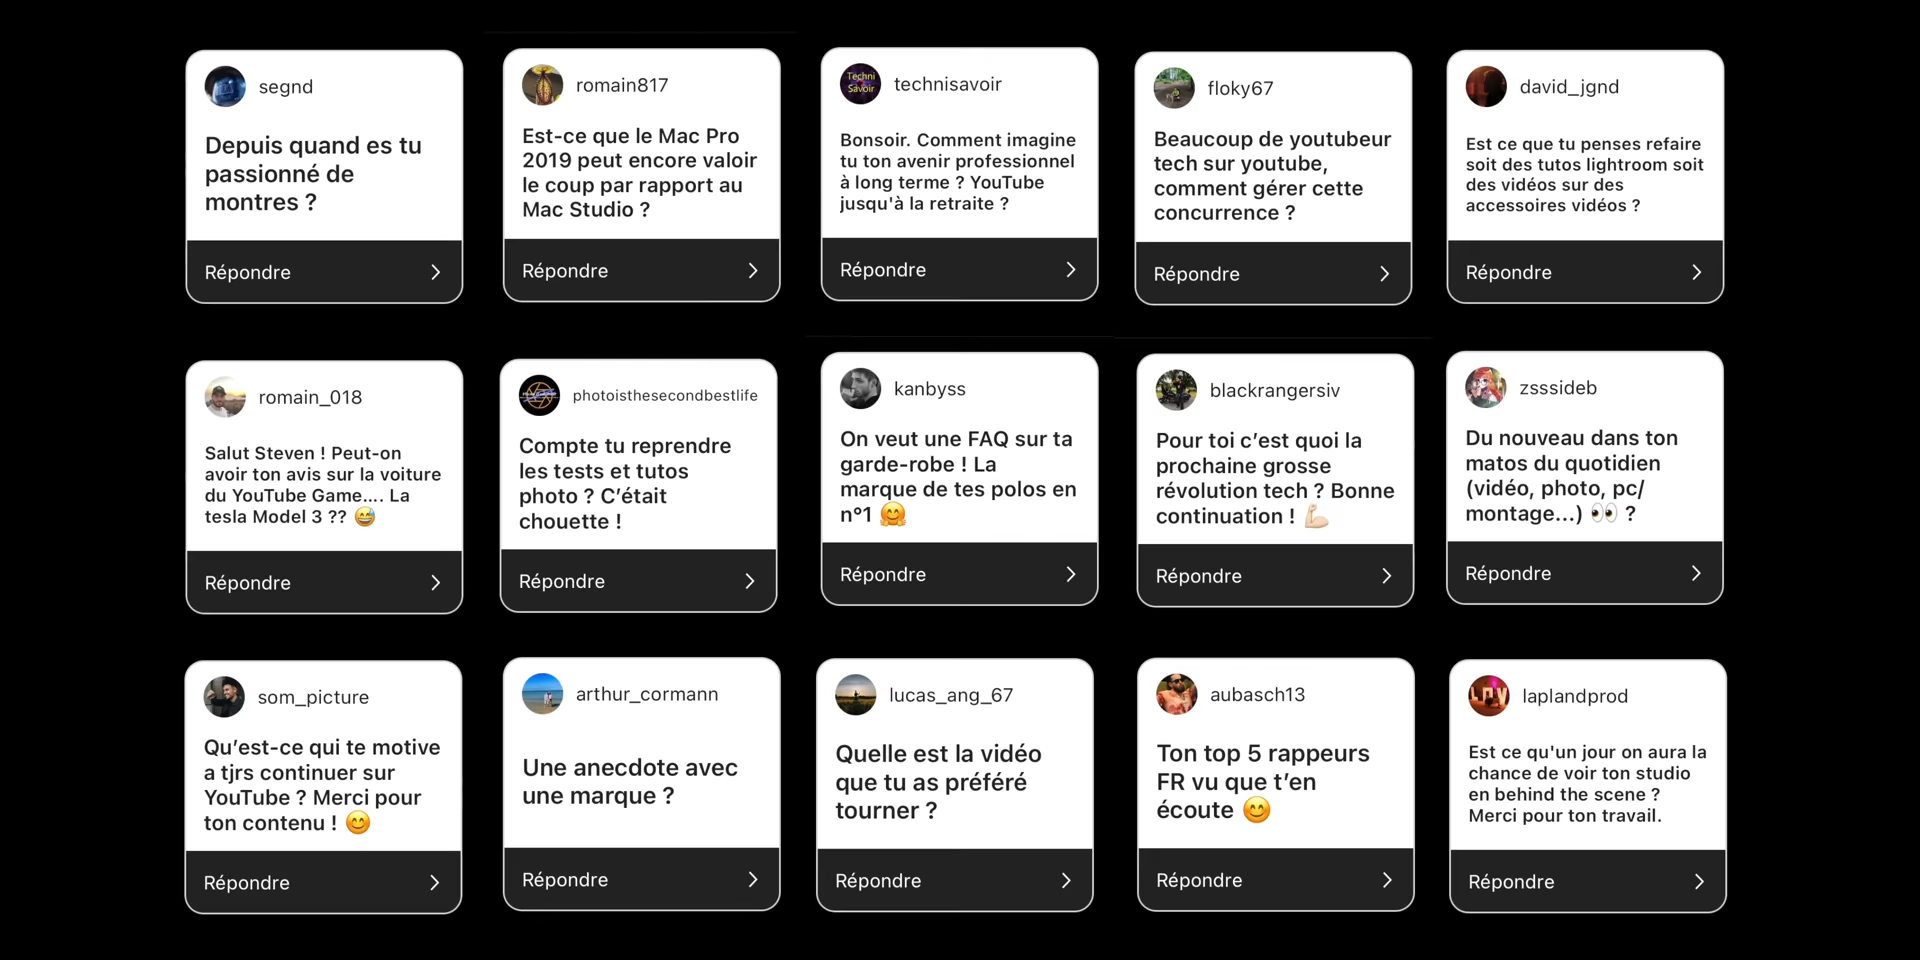 segnd
Depuis quand es tu
passionné de
montres ?
Répondre
romain817
Est-ce que le Mac Pro
2019 peut encore valoir
le coup par rapport au
Mac Studio ?
Répondre
Techni
Savoir
technisavoir
Bonsoir. Comment imagine
tu ton avenir professionnel
à long terme ? YouTube
jusqu'à la retraite ?
Répondre
floky67
Beaucoup de youtubeur
tech sur youtube,
comment gérer cette
concurrence ?
Répondre
david_jgnd
Est ce que tu penses refaire
soit des tutos lightroom soit
des vidéos sur des
accessoires vidéos ?
Répondre
romain_018
Salut Steven ! Peut-on
avoir ton avis sur la voiture
du YouTube Game.... La
tesla Model 3 ?? 😅
Répondre
photoisthesecondbestlife
Compte tu reprendre
les tests et tutos
photo ? C’était
chouette !
Répondre
kanbyss
On veut une FAQ sur ta
garde-robe ! La
marque de tes polos en
n°1 🤗
Répondre
blackrangersiv
Pour toi c’est quoi la
prochaine grosse
révolution tech ? Bonne
continuation ! 💪🏻
Répondre
zsssideb
Du nouveau dans ton
matos du quotidien
(vidéo, photo, pc/
montage...) 👀 ?
Répondre
som_picture
Qu’est-ce qui te motive
a tjrs continuer sur
YouTube ? Merci pour
ton contenu ! 😊
Répondre
arthur_cormann
Une anecdote avec
une marque ?
Répondre
lucas_ang_67
Quelle est la vidéo
que tu as préféré
tourner ?
Répondre
aubasch13
Ton top 5 rappeurs
FR vu que t’en
écoute 😊
Répondre
laplandprod
Est ce qu'un jour on aura la
chance de voir ton studio
en behind the scene ?
Merci pour ton travail.
Répondre